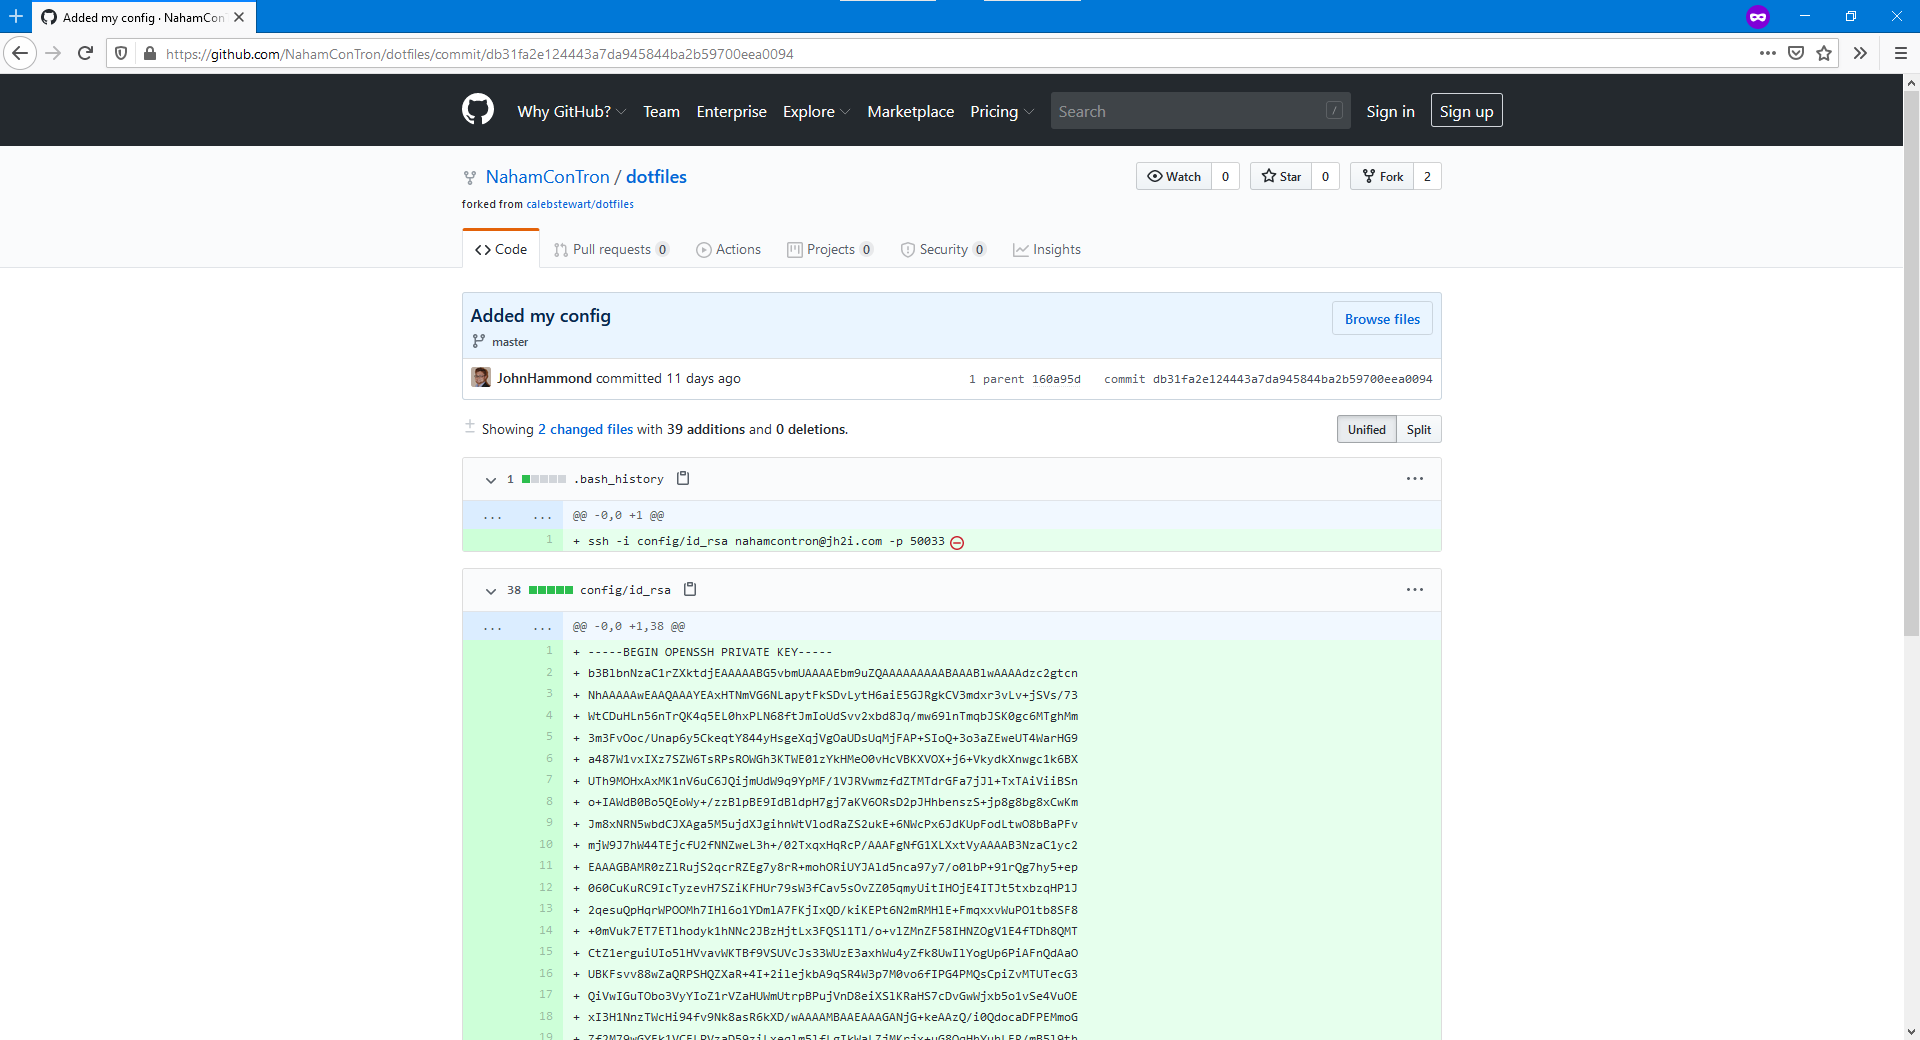 Added my config · NahamCon
https://github.com/NahamConTron/dotfiles/commit/db31fa2e124443a7da945844ba2b59700eea0094
Why GitHub? Team Enterprise Explore Marketplace Pricing Search / Sign in Sign up
NahamConTron / dotfiles Watch 0 Star 0 Fork 2
forked from calebstewart/dotfiles
Code Pull requests 0 Actions Projects 0 Security 0 Insights
Added my config Browse files
master
JohnHammond committed 11 days ago 1 parent 160a95d commit db31fa2e124443a7da945844ba2b59700eea0094
Showing 2 changed files with 39 additions and 0 deletions. Unified Split
1 .bash_history
... ... @@ -0,0 +1 @@
1 + ssh -i config/id_rsa nahamcontron@jh2i.com -p 50033
38 config/id_rsa
... ... @@ -0,0 +1,38 @@
1 + -----BEGIN OPENSSH PRIVATE KEY-----
2 + b3BlbnNzaC1rZXktdjEAAAAABG5vbmUAAAAEbm9uZQAAAAAAAAABAAABlwAAAAdzc2gtcn
3 + NhAAAAAwEAAQAAAYEAxHTNmVG6NLapytFkSDvLytH6aiE5GJRgkCV3mdxr3vLv+jSVs/73
4 + WtCDuHLn56nTrQK4q5EL0hxPLN68ftJmIoUdSvv2xbd8Jq/mw69lnTmqbJSK0gc6MTghMm
5 + 3m3FvOoc/Unap6y5CkeqtY844yHsgeXqjVgOaUDsUqMjFAP+SIoQ+3o3aZEweUT4WarHG9
6 + a487W1vxIXz7SZW6TsRPsROWGh3KTWE01zYkHMeO0vHcVBKXVOX+j6+VkydkXnwgc1k6BX
7 + UTh9MOHxAxMK1nV6uC6JQijmUdW9q9YpMF/1VJRVwmzfdZTMTdrGFa7jJl+TxTAiViiBSn
8 + o+IAWdB0Bo5QEoWy+/zzBlpBE9IdBldpH7gj7aKV6ORsD2pJHhbenszS+jp8g8bg8xCwKm
9 + Jm8xNRN5wbdCJXAga5M5ujdXJgihnWtVlodRaZS2ukE+6NWcPx6JdKUpFodLtwO8bBaPFv
10 + mjW9J7hW44TEjcfU2fNNZweL3h+/02TxqxHqRcP/AAAFgNfG1XLXxtVyAAAAB3NzaC1yc2
11 + EAAAGBAMR0zZlRujS2qcrRZEg7y8rR+mohORiUYJAld5nca97y7/o0lbP+91rQg7hy5+ep
12 + 060CuKuRC9IcTyzevH7SZiKFHUr79sW3fCav5sOvZZ05qmyUitIHOjE4ITJt5txbzqHP1J
13 + 2qesuQpHqrWPOOMh7IHl6o1YDmlA7FKjIxQD/kiKEPt6N2mRMHlE+FmqxxvWuPO1tb8SF8
14 + +0mVuk7ET7ETlhodyk1hNNc2JBzHjtLx3FQSl1Tl/o+vlZMnZF58IHNZOgV1E4fTDh8QMT
15 + CtZ1erguiUIo5lHVvavWKTBf9VSUVcJs33WUzE3axhWu4yZfk8UwIlYogUp6PiAFnQdAaO
16 + UBKFsvv88wZaQRPSHQZXaR+4I+2ilejkbA9qSR4W3p7M0vo6fIPG4PMQsCpiZvMTUTecG3
17 + QiVwIGuTObo3VyYIoZ1rVZaHUWmUtrpBPujVnD8eiXSlKRaHS7cDvGwWjxb5o1vSe4VuOE
18 + xI3H1NnzTWcHi94fv9Nk8asR6kXD/wAAAAMBAAEAAAGANjG+keAAzQ/i0QdocaDFPEMmoG
19